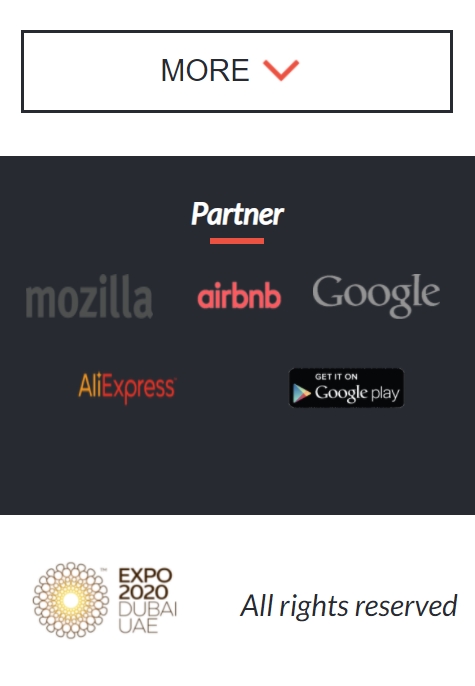 MORE
Partner
mozilla
airbnb
Google
AliExpress
GET IT ON
Google play
EXPO
2020
DUBAI
UAE
All rights reserved